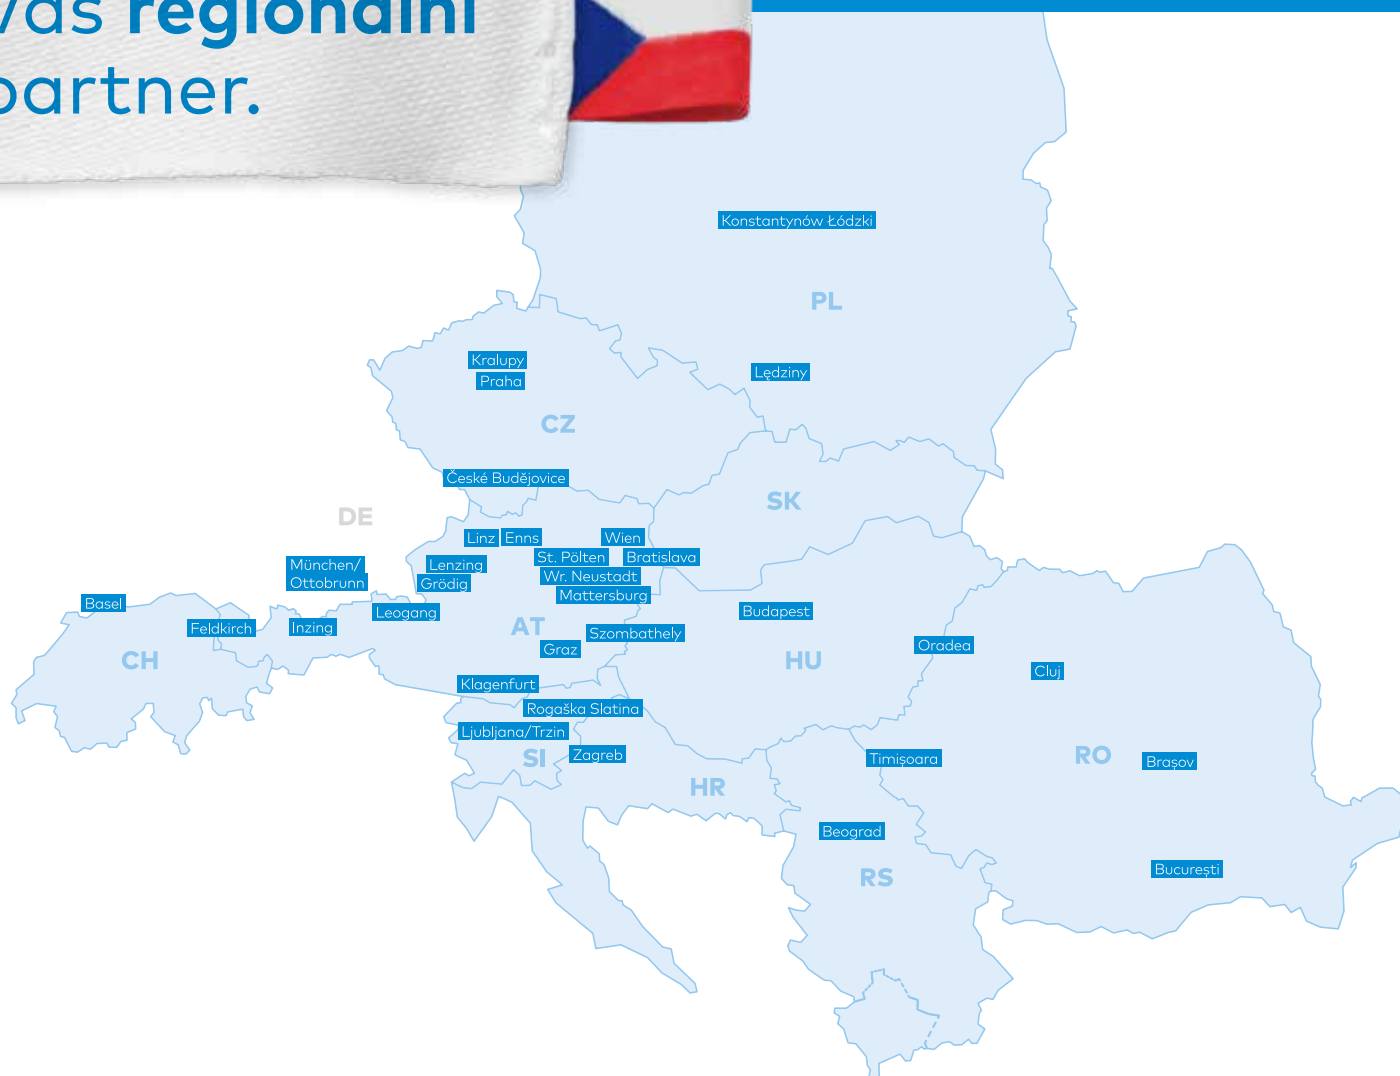 regionální
partner.
Konstantynów Łódzki
PL
Kralupy
Lędziny
Praha
CZ
České Budějovice
SK
DE
Linz Enns Wien
St. Pölten Bratislava
München/
Ottobrunn
Lenzing
Wr. Neustadt
Grödig
Mattersburg
Basel
Leogang
Budapest
Feldkirch
Inzing
AT
Szombathely
Oradea
Graz
CH
HU
Cluj
Klagenfurt
Rogaška Slatina
Ljubljana/Trzin
SI
Zagreb
Timișoara
RO
Brașov
HR
Beograd
București
RS